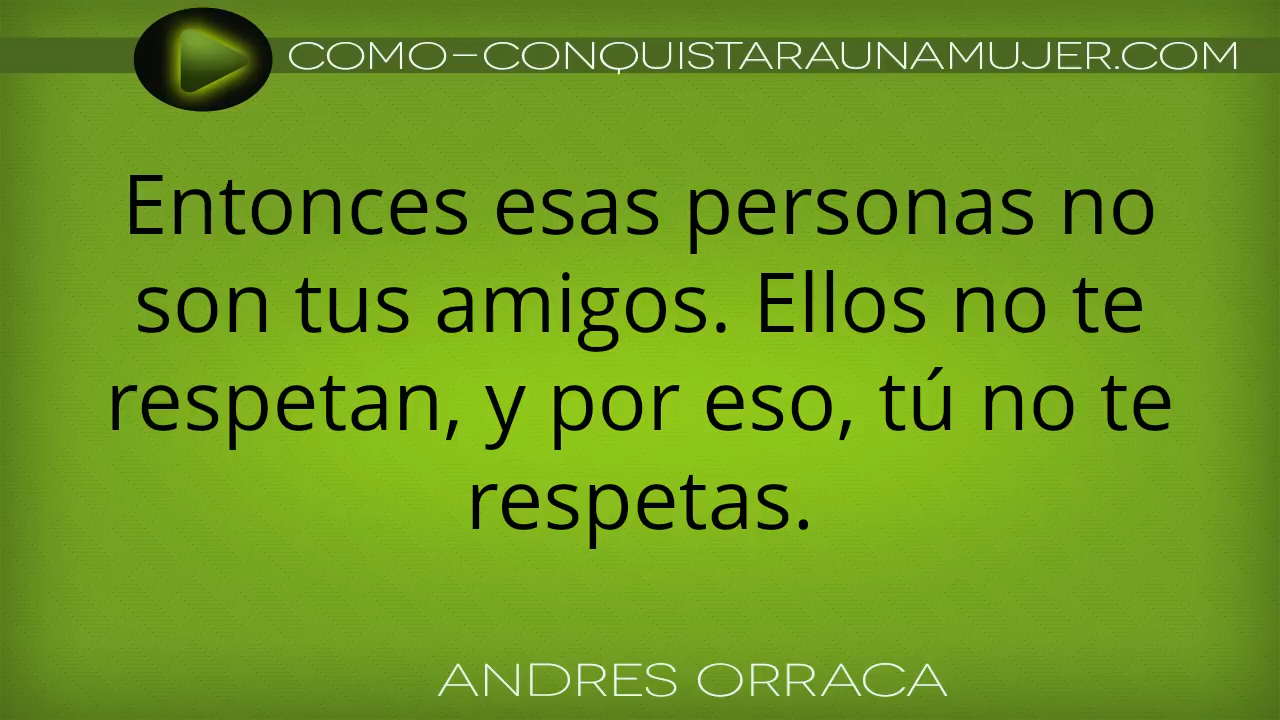 COMO-CONQUISTARAUNAMUJER.COM
Entonces esas personas no
son tus amigos. Ellos no te
respetan, y por eso, tú no te
respetas.
ANDRES ORRACA